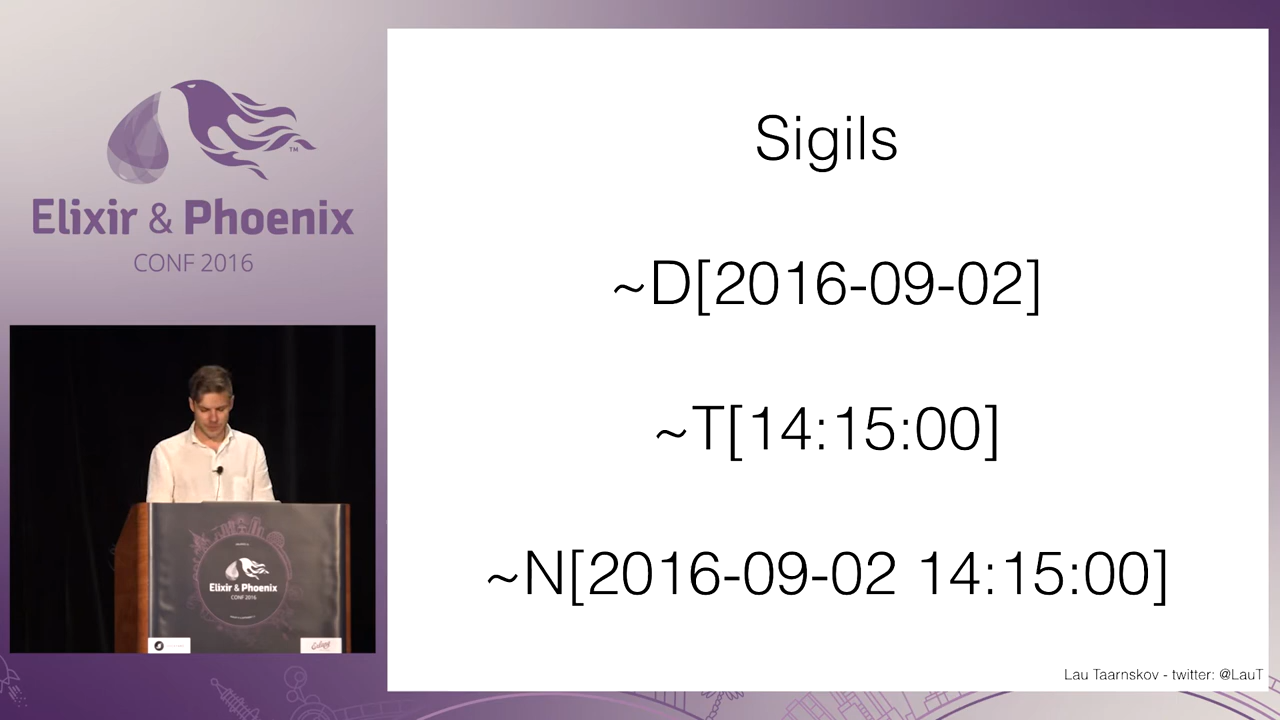 TM
Elixir & Phoenix
CONF 2016
Elixir & Phoenix
CONF 2016
Sigils
~D[2016-09-02]
~T[14:15:00]
~N[2016-09-02 14:15:00]
Lau Taarnskov - twitter: @LauT